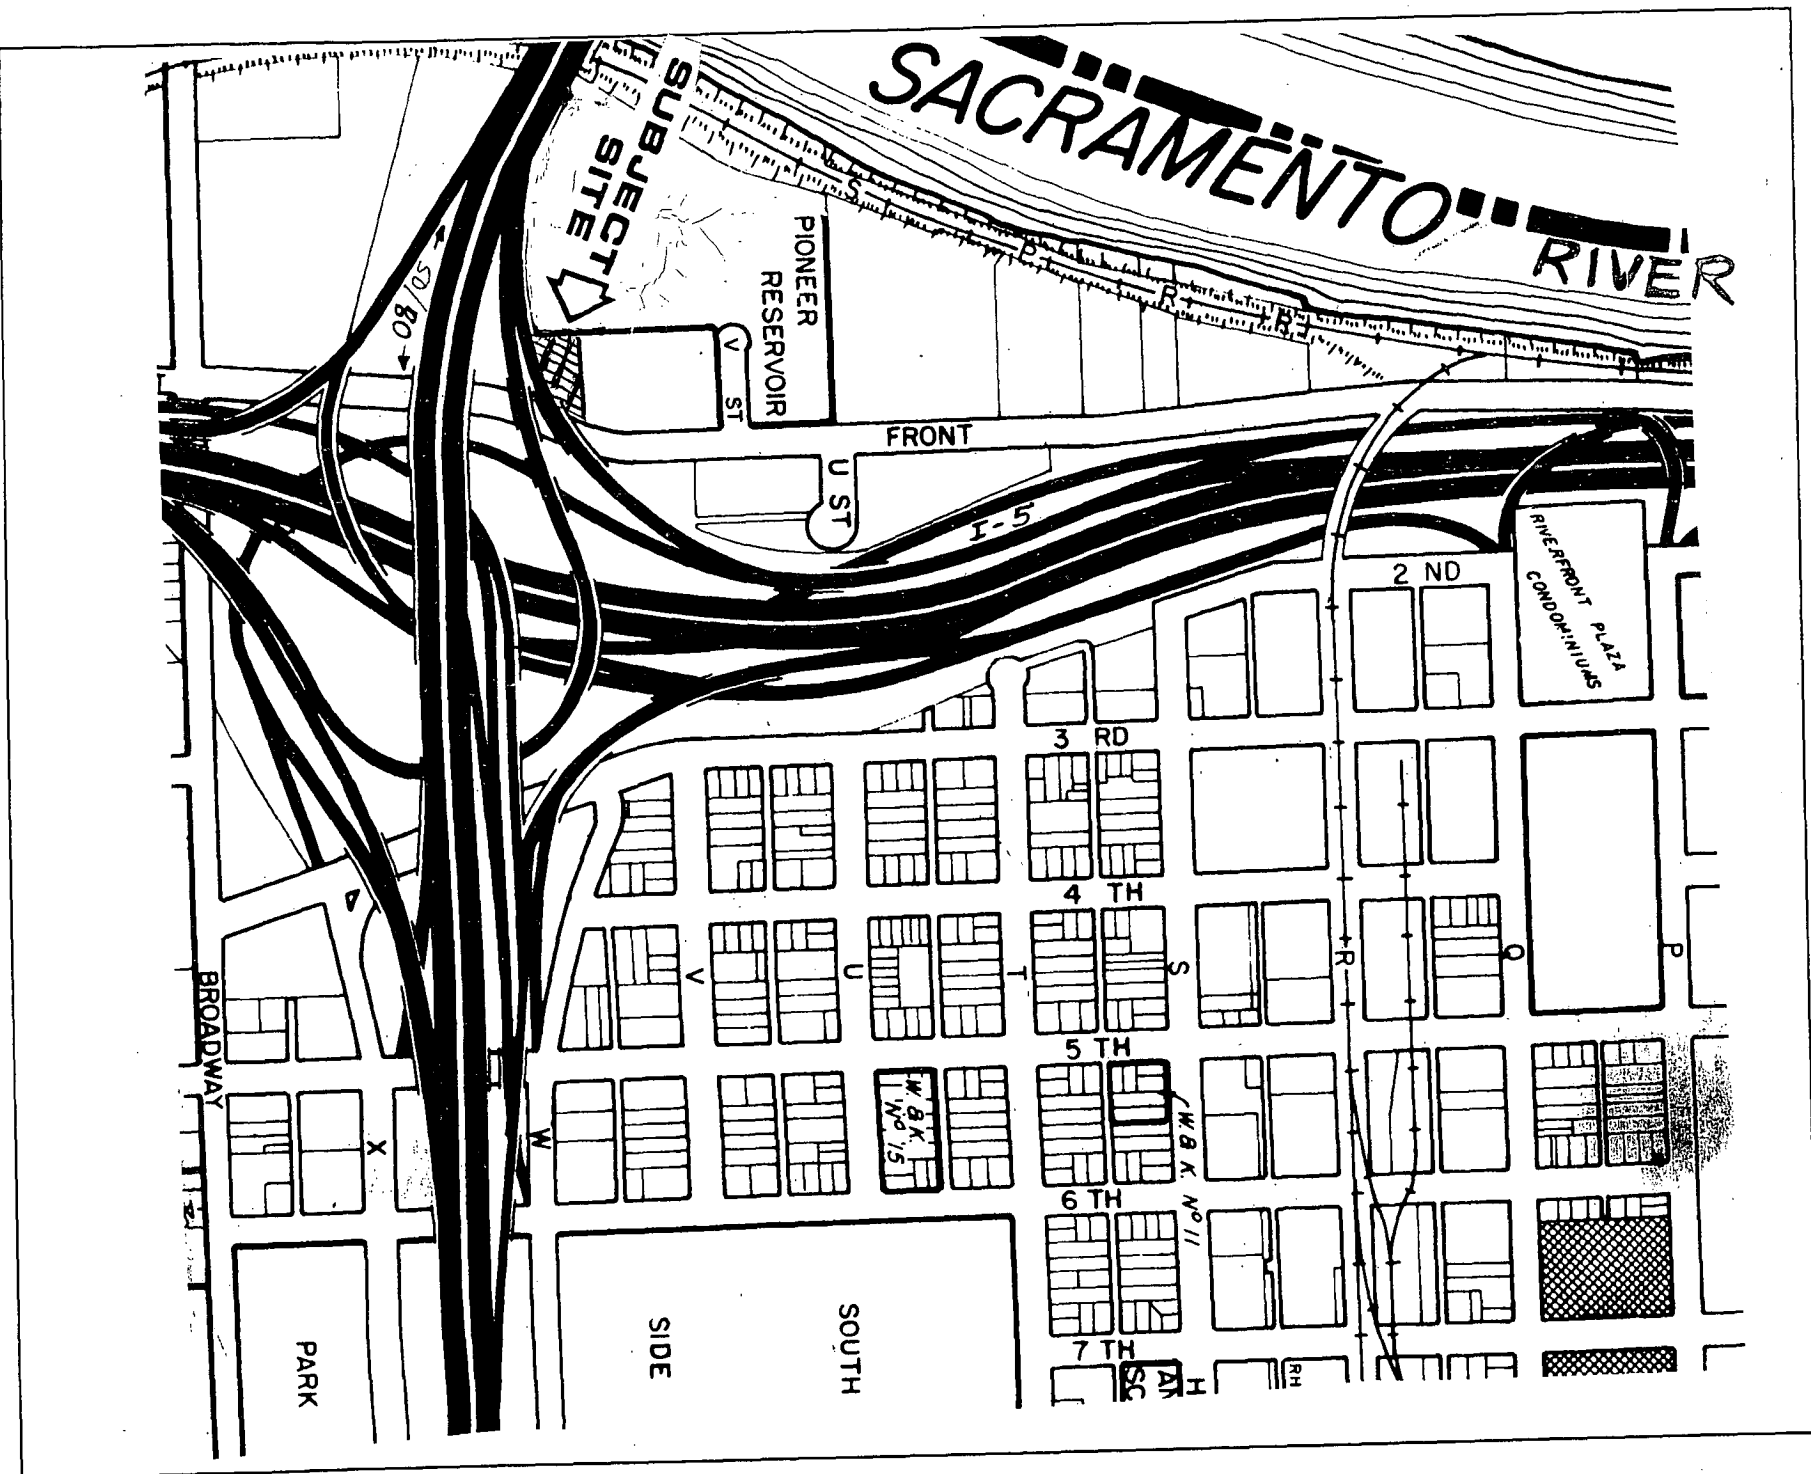 SACRAMENTO
RIVER
SUBJECT
SITE
PIONEER
RESERVOIR
S
P
R
R
50/80
V
ST
FRONT
U ST
I-5
2 ND
RIVERFRONT PLAZA
CONDOMINIUMS
3 RD
4 TH
V
U
T
S
R
Q
P
BROADWAY
5 TH
W & K
Nº 15
W & K Nº 11
X
W
6 TH
PARK
SIDE
SOUTH
7 TH
RH